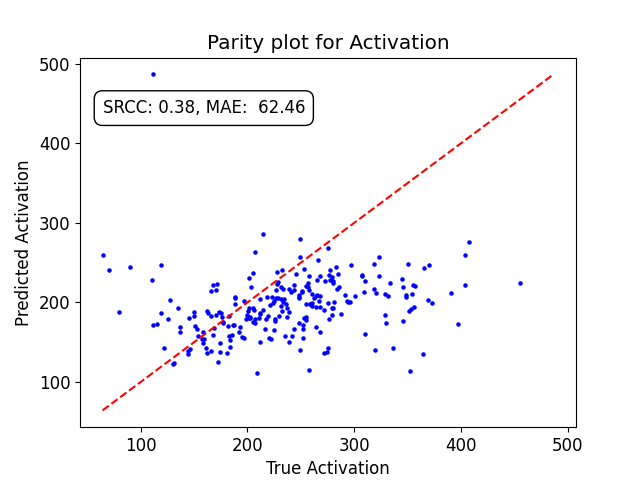 Parity plot for Activation
SRCC: 0.38, MAE:  62.46
Predicted Activation
500
400
300
200
100
100 200 300 400 500
True Activation